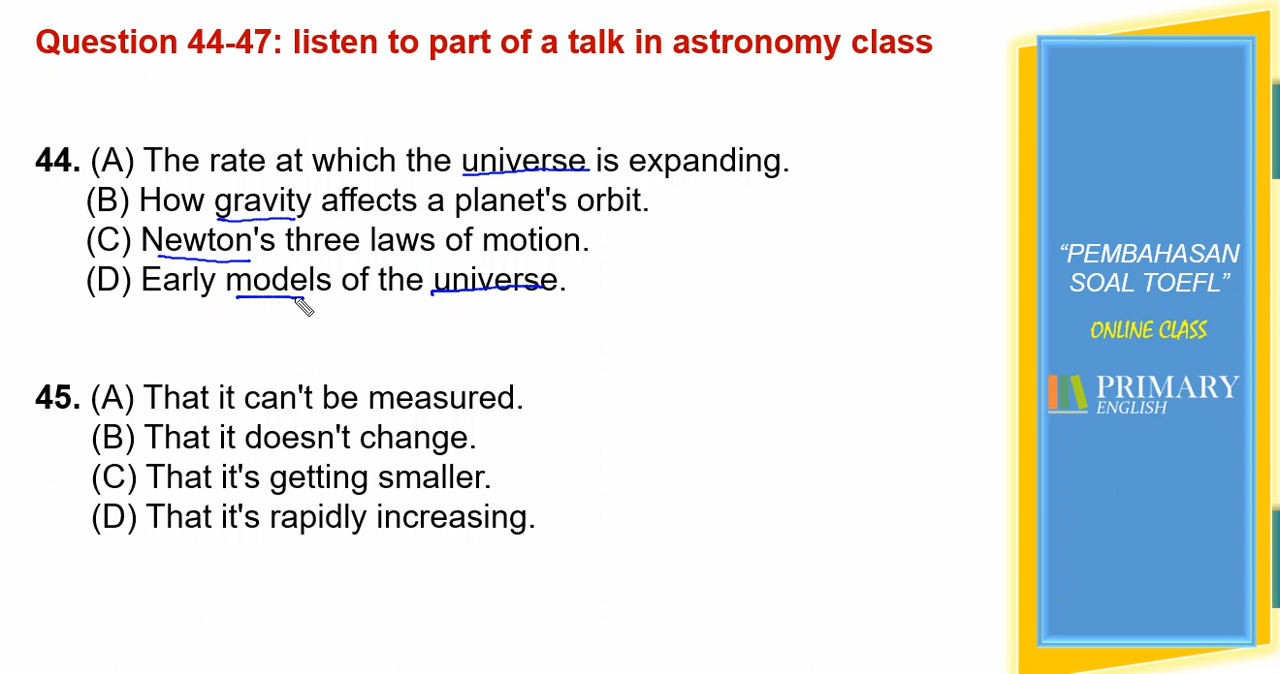 Question 44-47: listen to part of a talk in astronomy class
44. (A) The rate at which the universe is expanding.
(B) How gravity affects a planet's orbit.
(C) Newton's three laws of motion.
(D) Early models of the universe.
45. (A) That it can't be measured.
(B) That it doesn't change.
(C) That it's getting smaller.
(D) That it's rapidly increasing.
“PEMBAHASAN
SOAL TOEFL”
ONLINE CLASS
PRIMARY
ENGLISH